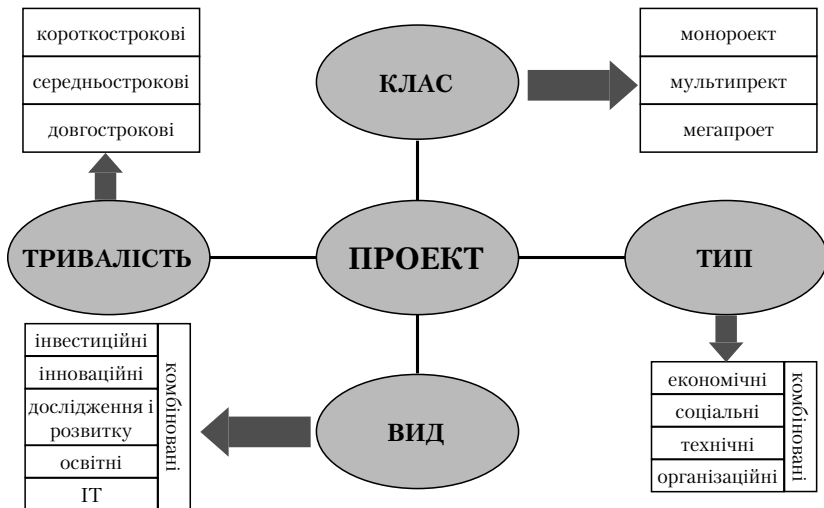 короткострокові
середньострокові
довгострокові
КЛАС
монороект
мультипрект
мегапроет
ТРИВАЛІСТЬ
ПРОЕКТ
ТИП
інвестиційні
інноваційні
дослідження і
розвитку
освітні
ІТ
комбіновані
ВИД
економічні
соціальні
технічні
організаційні
комбіновані